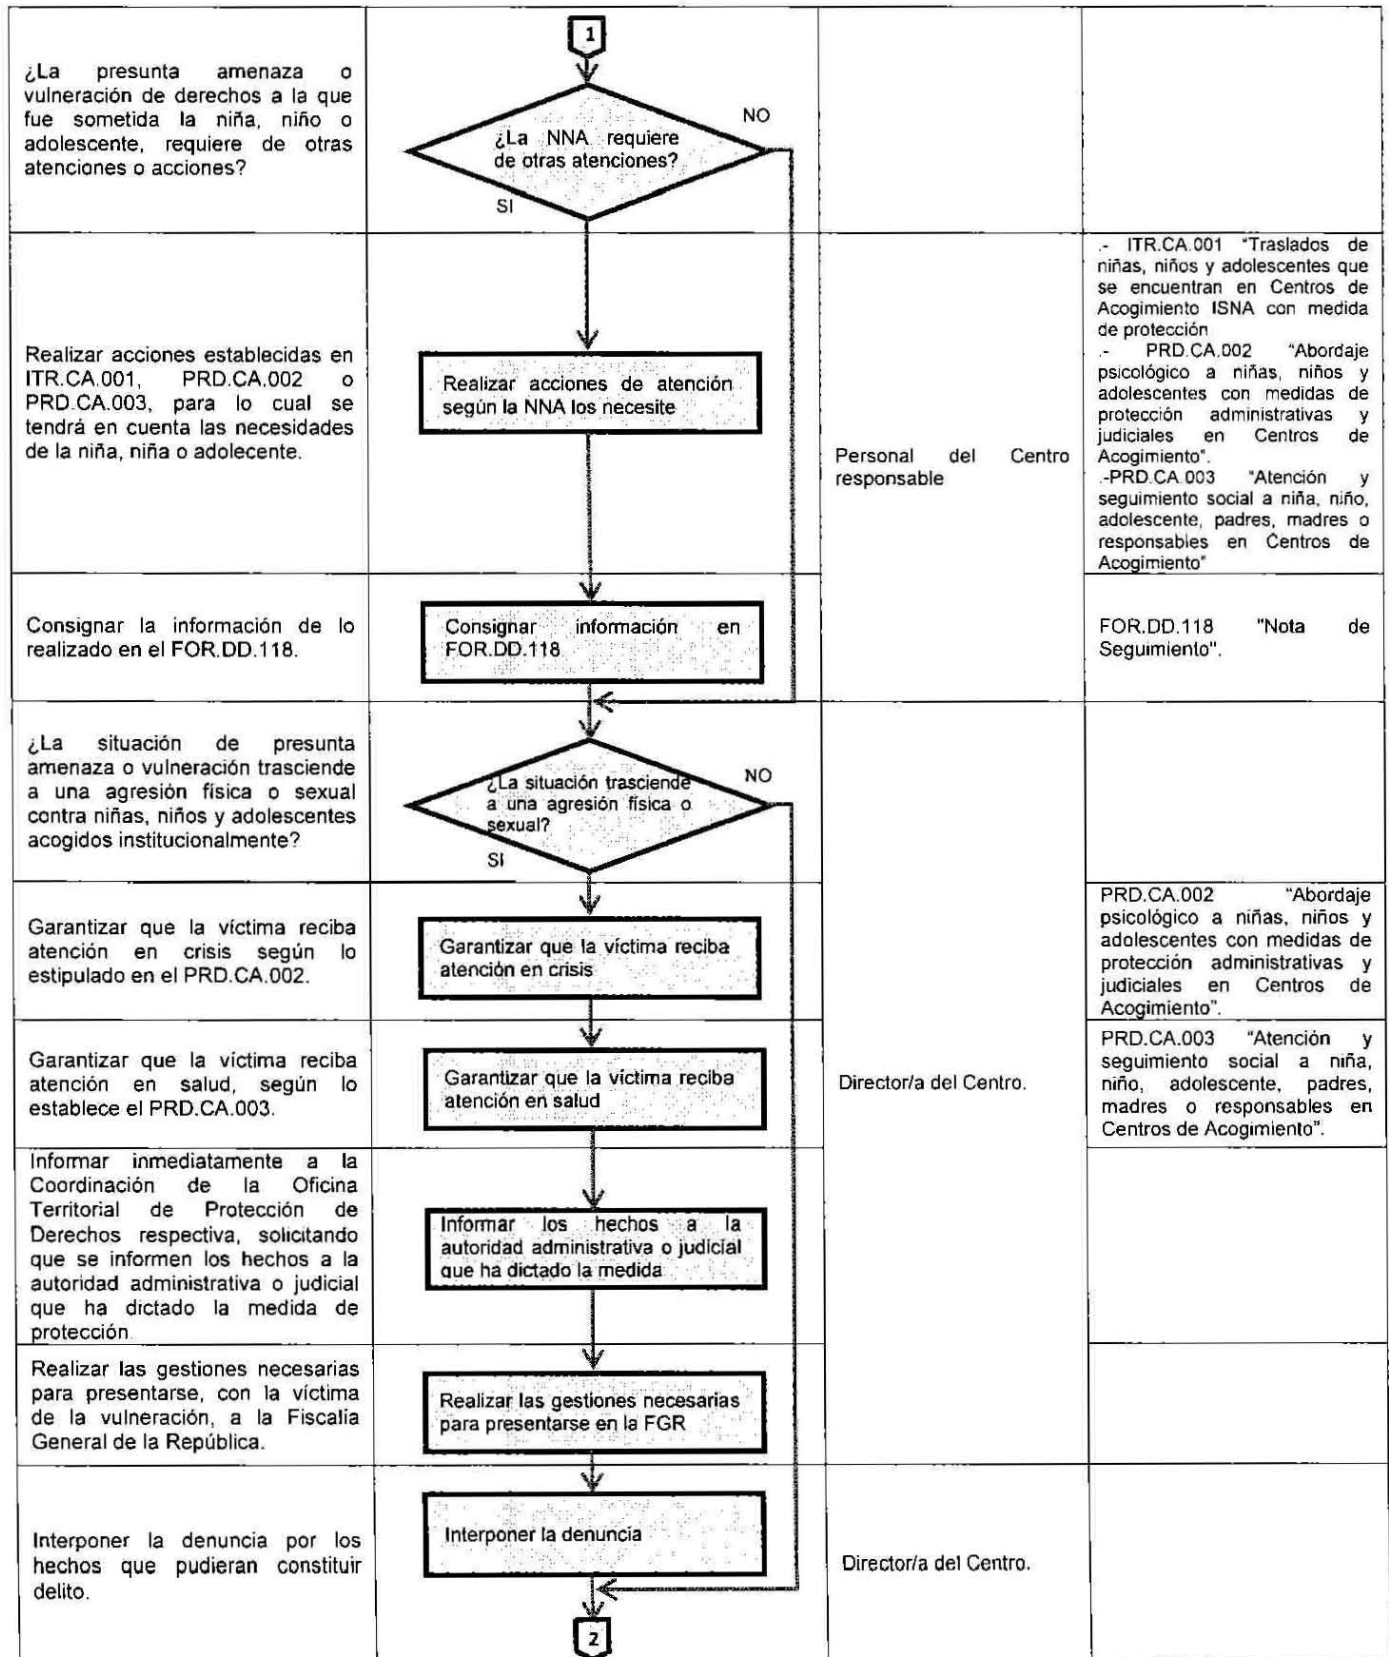 1
¿La presunta amenaza o
vulneración de derechos a la que
fue sometida la niña, niño o
adolescente, requiere de otras
atenciones o acciones?
¿La NNA requiere
de otras atenciones?
NO
SI
Realizar acciones establecidas en
ITR.CA.001, PRD.CA.002 o
PRD.CA.003, para lo cual se
tendrá en cuenta las necesidades
de la niña, niña o adolecente.
Realizar acciones de atención
según la NNA los necesite
Personal del Centro
responsable
.- ITR.CA.001 "Traslados de
niñas, niños y adolescentes que
se encuentran en Centros de
Acogimiento ISNA con medida
de protección
.- PRD.CA.002 "Abordaje
psicológico a niñas, niños y
adolescentes con medidas de
protección administrativas y
judiciales en Centros de
Acogimiento".
.-PRD.CA.003 "Atención y
seguimiento social a niña, niño,
adolescente, padres, madres o
responsables en Centros de
Acogimiento"
Consignar la información de lo
realizado en el FOR.DD.118.
Consignar información en
FOR.DD.118
FOR.DD.118 "Nota de
Seguimiento".
¿La situación de presunta
amenaza o vulneración trasciende
a una agresión física o sexual
contra niñas, niños y adolescentes
acogidos institucionalmente?
¿La situación trasciende
a una agresión física o
sexual?
NO
SI
Garantizar que la víctima reciba
atención en crisis según lo
estipulado en el PRD.CA.002.
Garantizar que la víctima reciba
atención en crisis
PRD.CA.002 "Abordaje
psicológico a niñas, niños y
adolescentes con medidas de
protección administrativas y
judiciales en Centros de
Acogimiento".
Garantizar que la víctima reciba
atención en salud, según lo
establece el PRD.CA.003.
Garantizar que la víctima reciba
atención en salud
Director/a del Centro.
PRD.CA.003 "Atención y
seguimiento social a niña,
niño, adolescente, padres,
madres o responsables en
Centros de Acogimiento".
Informar inmediatamente a la
Coordinación de la Oficina
Territorial de Protección de
Derechos respectiva, solicitando
que se informen los hechos a la
autoridad administrativa o judicial
que ha dictado la medida de
protección
Informar los hechos a la
autoridad administrativa o judicial
que ha dictado la medida
Realizar las gestiones necesarias
para presentarse, con la víctima
de la vulneración, a la Fiscalia
General de la República.
Realizar las gestiones necesarias
para presentarse en la FGR
Interponer la denuncia por los
hechos que pudieran constituir
delito.
Interponer la denuncia
Director/a del Centro.
2